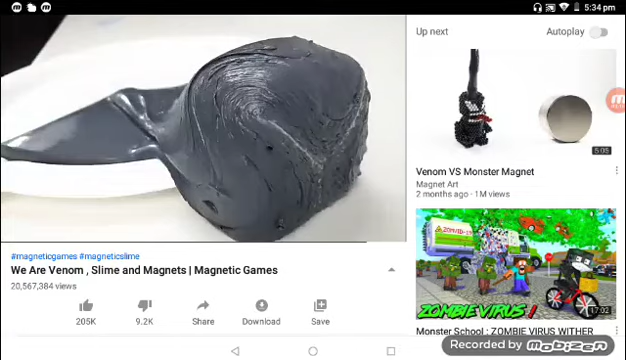 5:34 pm
Up next
Autoplay
5:05
Venom VS Monster Magnet
Magnet Art
2 months ago · 1M views
#magneticgames #magneticslime
We Are Venom , Slime and Magnets | Magnetic Games
20,567,384 views
205K
9.2K
Share
Download
Save
ZOMBIE VIRUS !
17:02
Monster School : ZOMBIE VIRUS WITHER
Recorded by mobizen